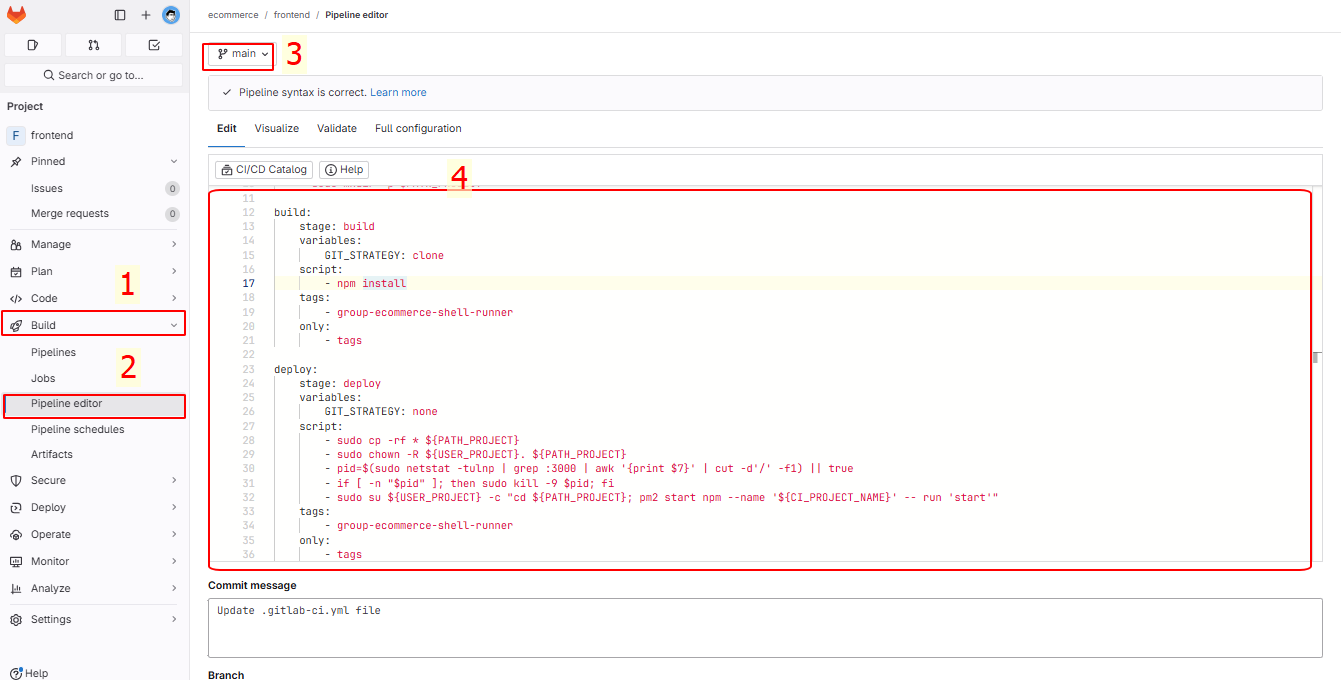 ecommerce / frontend / Pipeline editor
main
3
Search or go to...
Pipeline syntax is correct. Learn more
Project
F frontend
Edit Visualize Validate Full configuration
Pinned
CI/CD Catalog Help
4
Issues 0
Merge requests 0
Manage
Plan
1
Code
Build
Pipelines
2
Jobs
Pipeline editor
Pipeline schedules
Artifacts
Secure
Deploy
Operate
Monitor
Analyze
Settings
Help
11
12 build:
13 stage: build
14 variables:
15 GIT_STRATEGY: clone
16 script:
17 - npm install
18 tags:
19 - group-ecommerce-shell-runner
20 only:
21 - tags
22
23 deploy:
24 stage: deploy
25 variables:
26 GIT_STRATEGY: none
27 script:
28 - sudo cp -rf * ${PATH_PROJECT}
29 - sudo chown -R ${USER_PROJECT}. ${PATH_PROJECT}
30 - pid=$(sudo netstat -tulnp | grep :3000 | awk '{print $7}' | cut -d'/' -f1) || true
31 - if [ -n "$pid" ]; then sudo kill -9 $pid; fi
32 - sudo su ${USER_PROJECT} -c "cd ${PATH_PROJECT}; pm2 start npm --name '${CI_PROJECT_NAME}' -- run 'start'"
33 tags:
34 - group-ecommerce-shell-runner
35 only:
36 - tags
Commit message
Update .gitlab-ci.yml file
Branch